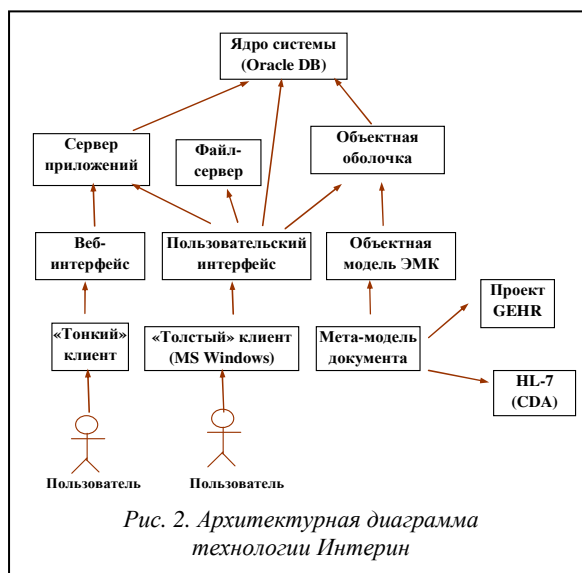 Ядро системы
(Oracle DB)
Сервер
приложений
Файл-
сервер
Объектная
оболочка
Веб-
интерфейс
Пользовательский
интерфейс
Объектная
модель ЭМК
Проект
GEHR
«Тонкий»
клиент
«Толстый» клиент
(MS Windows)
Мета-модель
документа
HL-7
(CDA)
Пользователь
Пользователь
Рис. 2. Архитектурная диаграмма
технологии Интерин